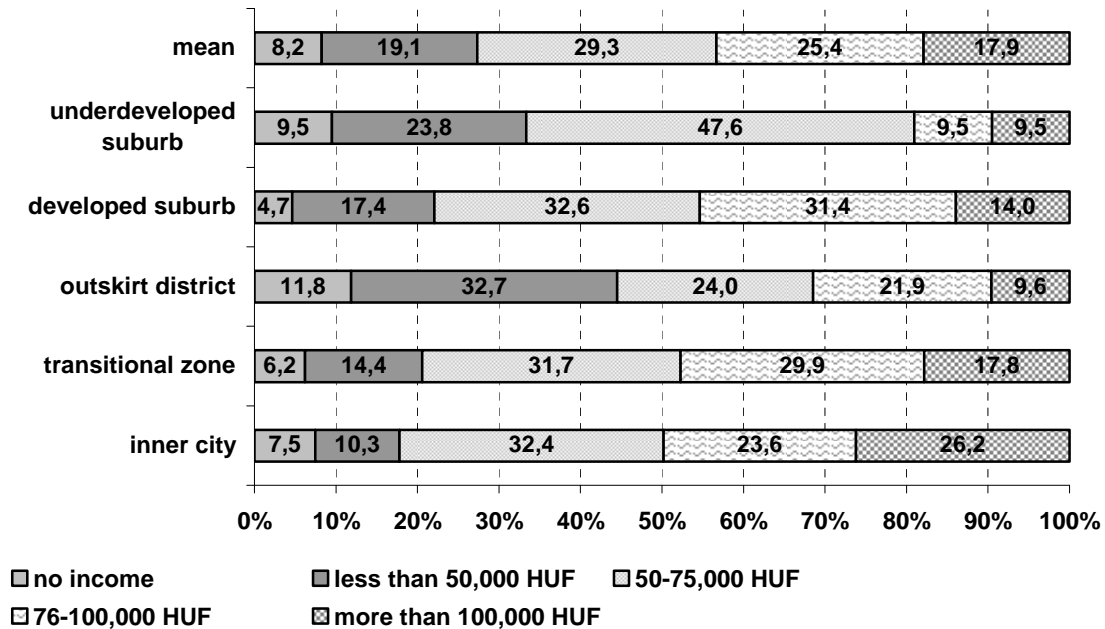 mean
8,2 19,1 29,3 25,4 17,9
underdeveloped
suburb
9,5 23,8 47,6 9,5 9,5
developed suburb
4,7 17,4 32,6 31,4 14,0
outskirt district
11,8 32,7 24,0 21,9 9,6
transitional zone
6,2 14,4 31,7 29,9 17,8
inner city
7,5 10,3 32,4 23,6 26,2
0% 10% 20% 30% 40% 50% 60% 70% 80% 90% 100%
no income less than 50,000 HUF 50-75,000 HUF
76-100,000 HUF more than 100,000 HUF